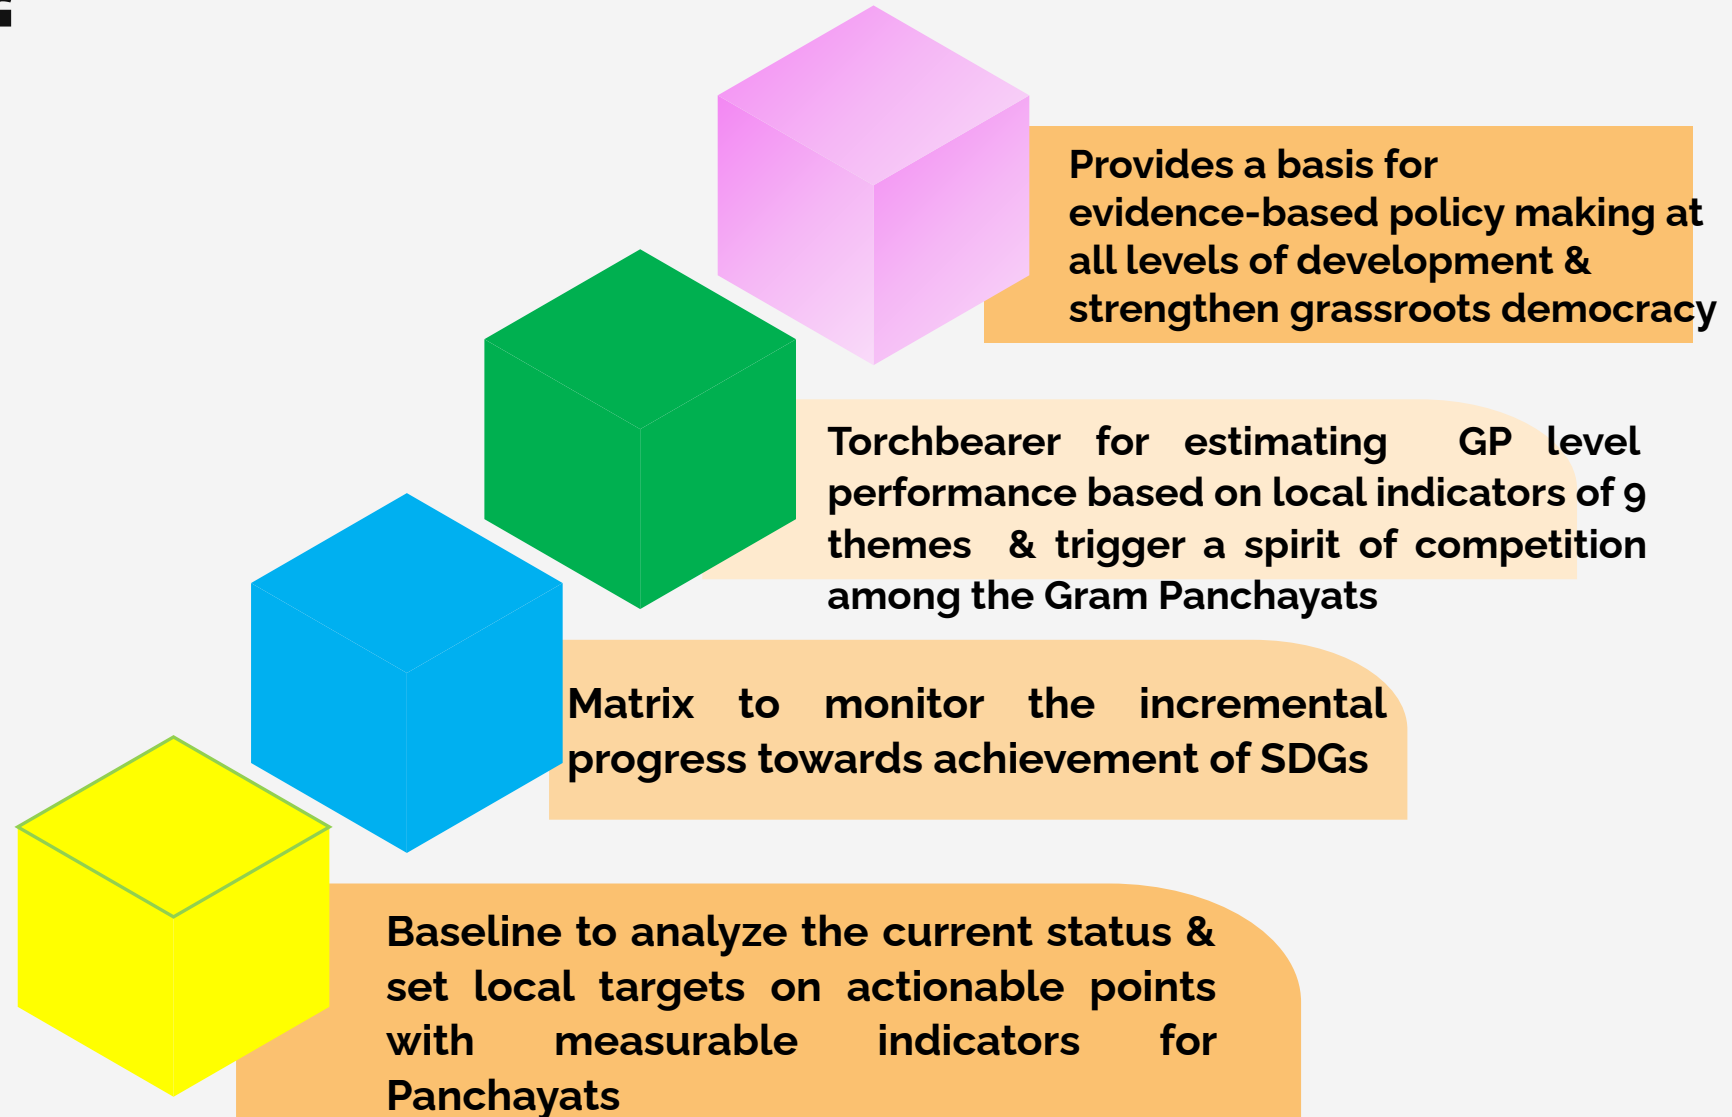 Provides a basis for
evidence-based policy making at
all levels of development &
strengthen grassroots democracy
Torchbearer for estimating GP level
performance based on local indicators of 9
themes & trigger a spirit of competition
among the Gram Panchayats
Matrix to monitor the incremental
progress towards achievement of SDGs
Baseline to analyze the current status &
set local targets on actionable points
with measurable indicators for
Panchayats